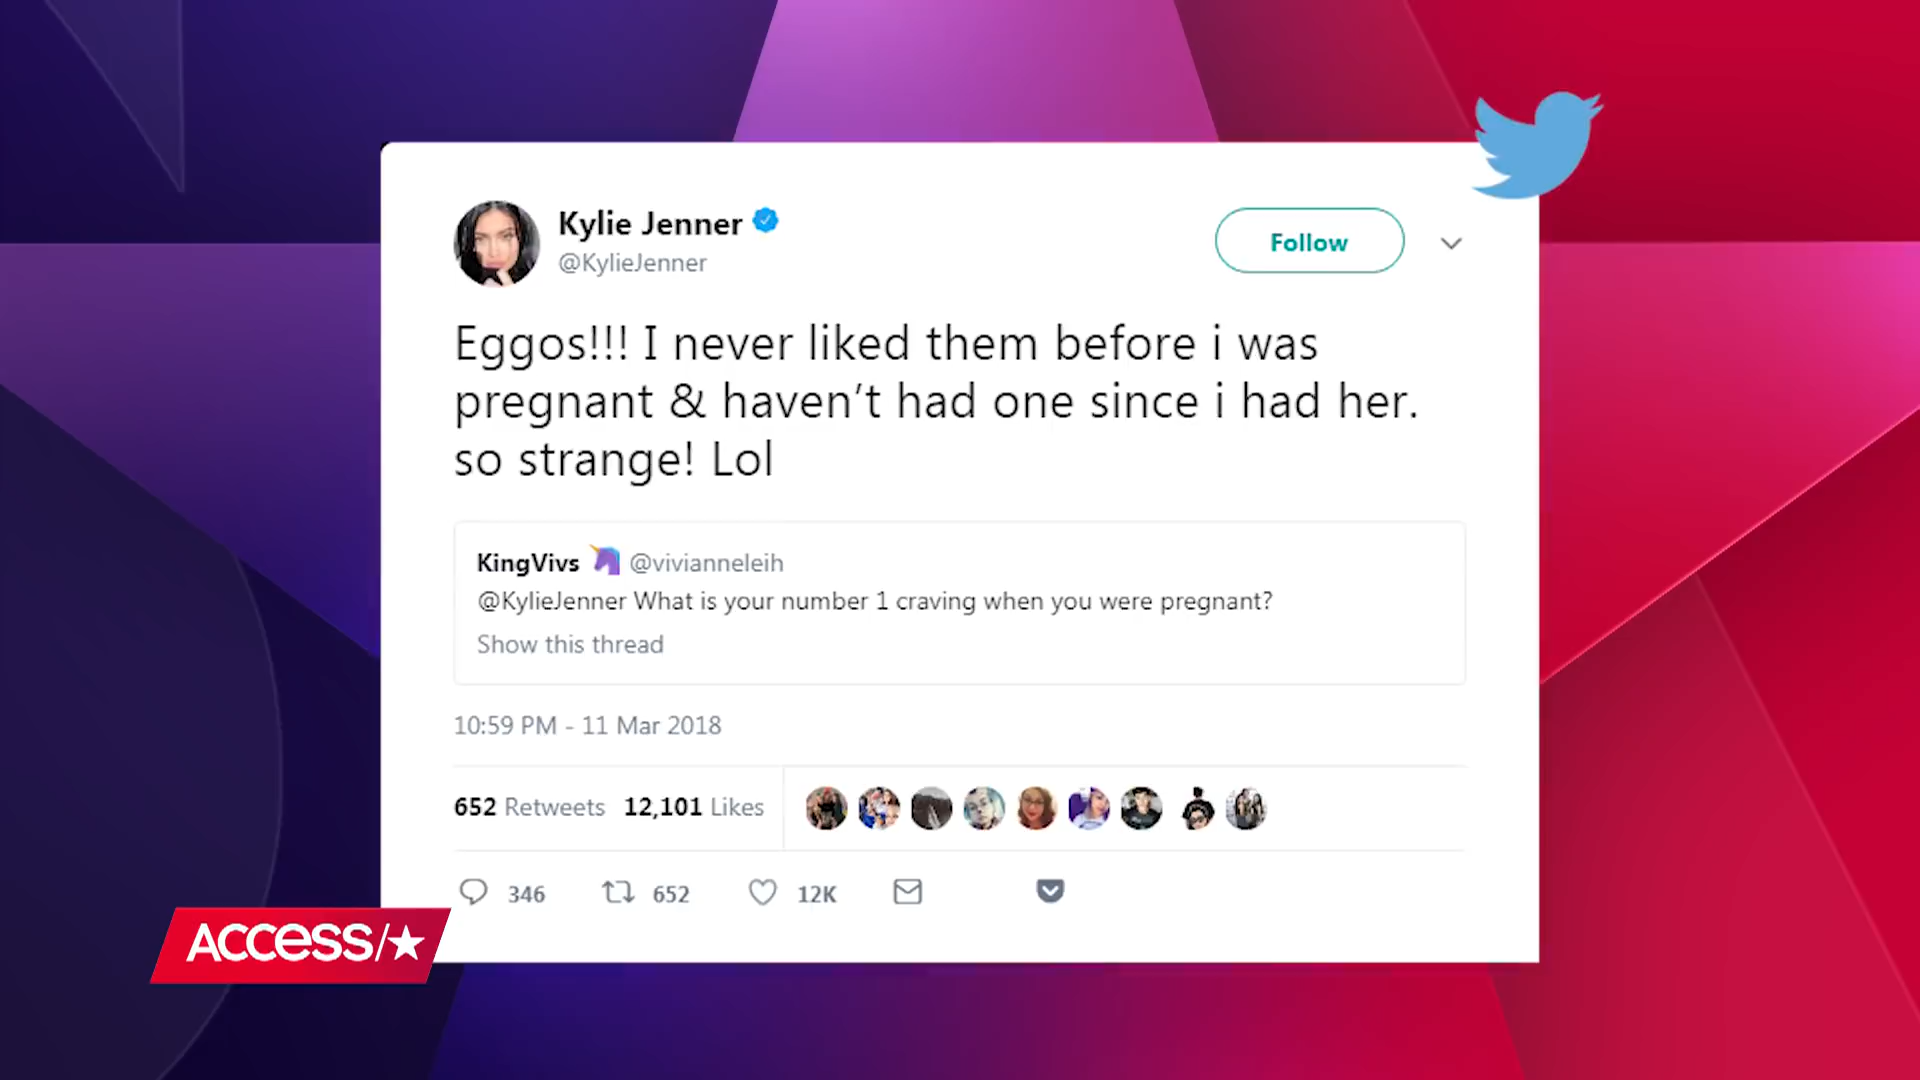 Kylie Jenner
@KylieJenner
Follow
Eggos!!! I never liked them before i was
pregnant & haven’t had one since i had her.
so strange! Lol
KingVivs @vivianneleih
@KylieJenner What is your number 1 craving when you were pregnant?
Show this thread
10:59 PM - 11 Mar 2018
652 Retweets 12,101 Likes
346 652 12K
ACCESS/